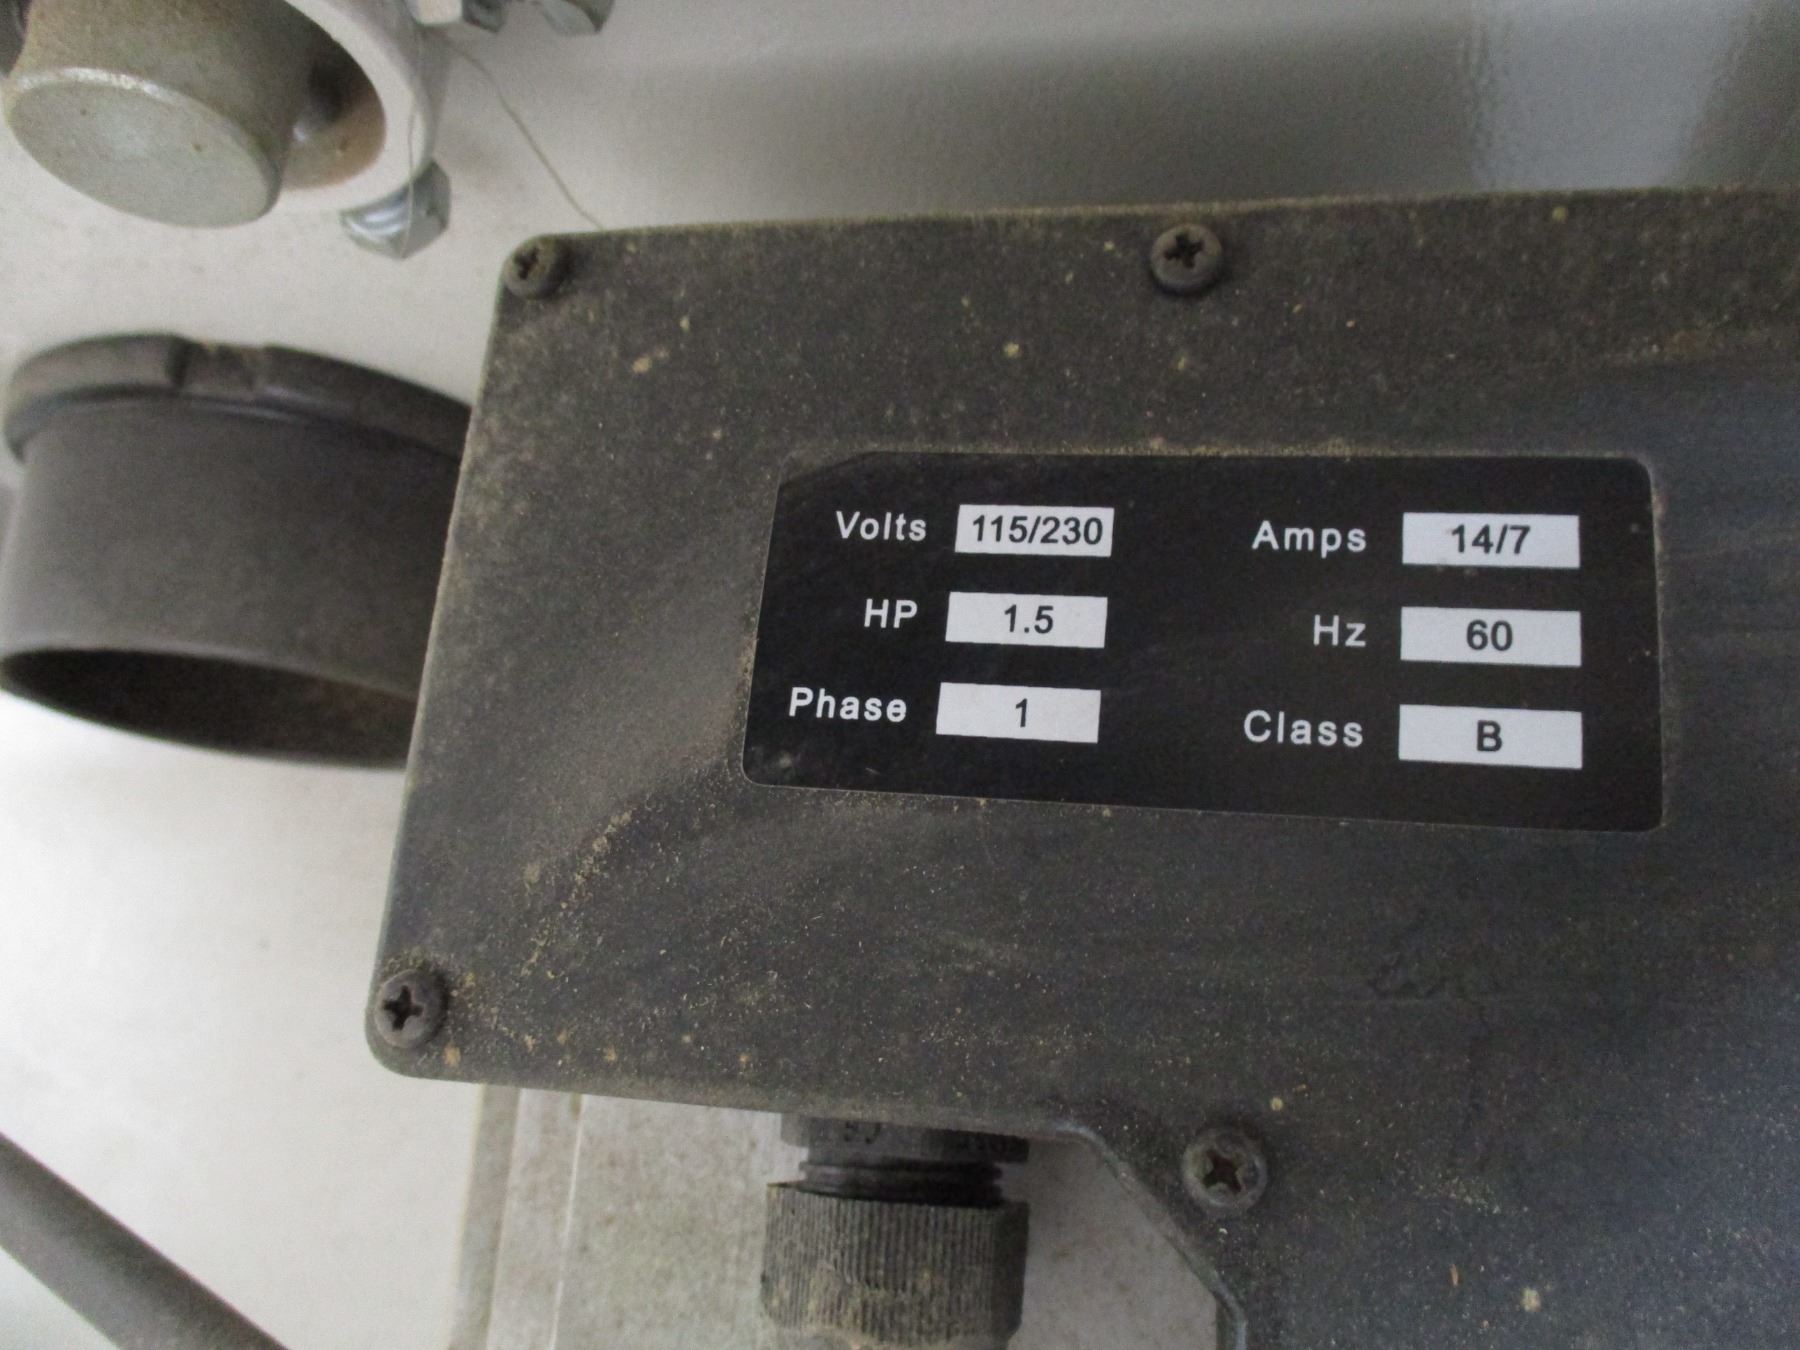 Volts 115/230 Amps 14/7
HP 1.5 Hz 60
Phase 1 Class B